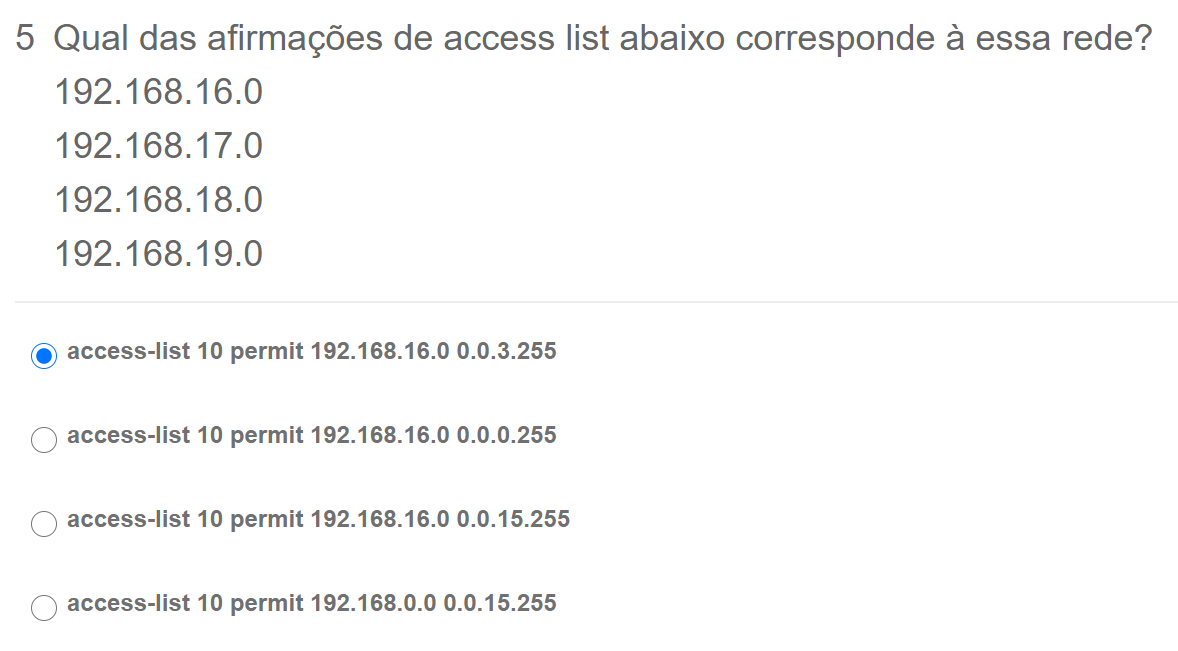 5 Qual das afirmações de access list abaixo corresponde à essa rede?
192.168.16.0
192.168.17.0
192.168.18.0
192.168.19.0
access-list 10 permit 192.168.16.0 0.0.3.255
access-list 10 permit 192.168.16.0 0.0.0.255
access-list 10 permit 192.168.16.0 0.0.15.255
access-list 10 permit 192.168.0.0 0.0.15.255